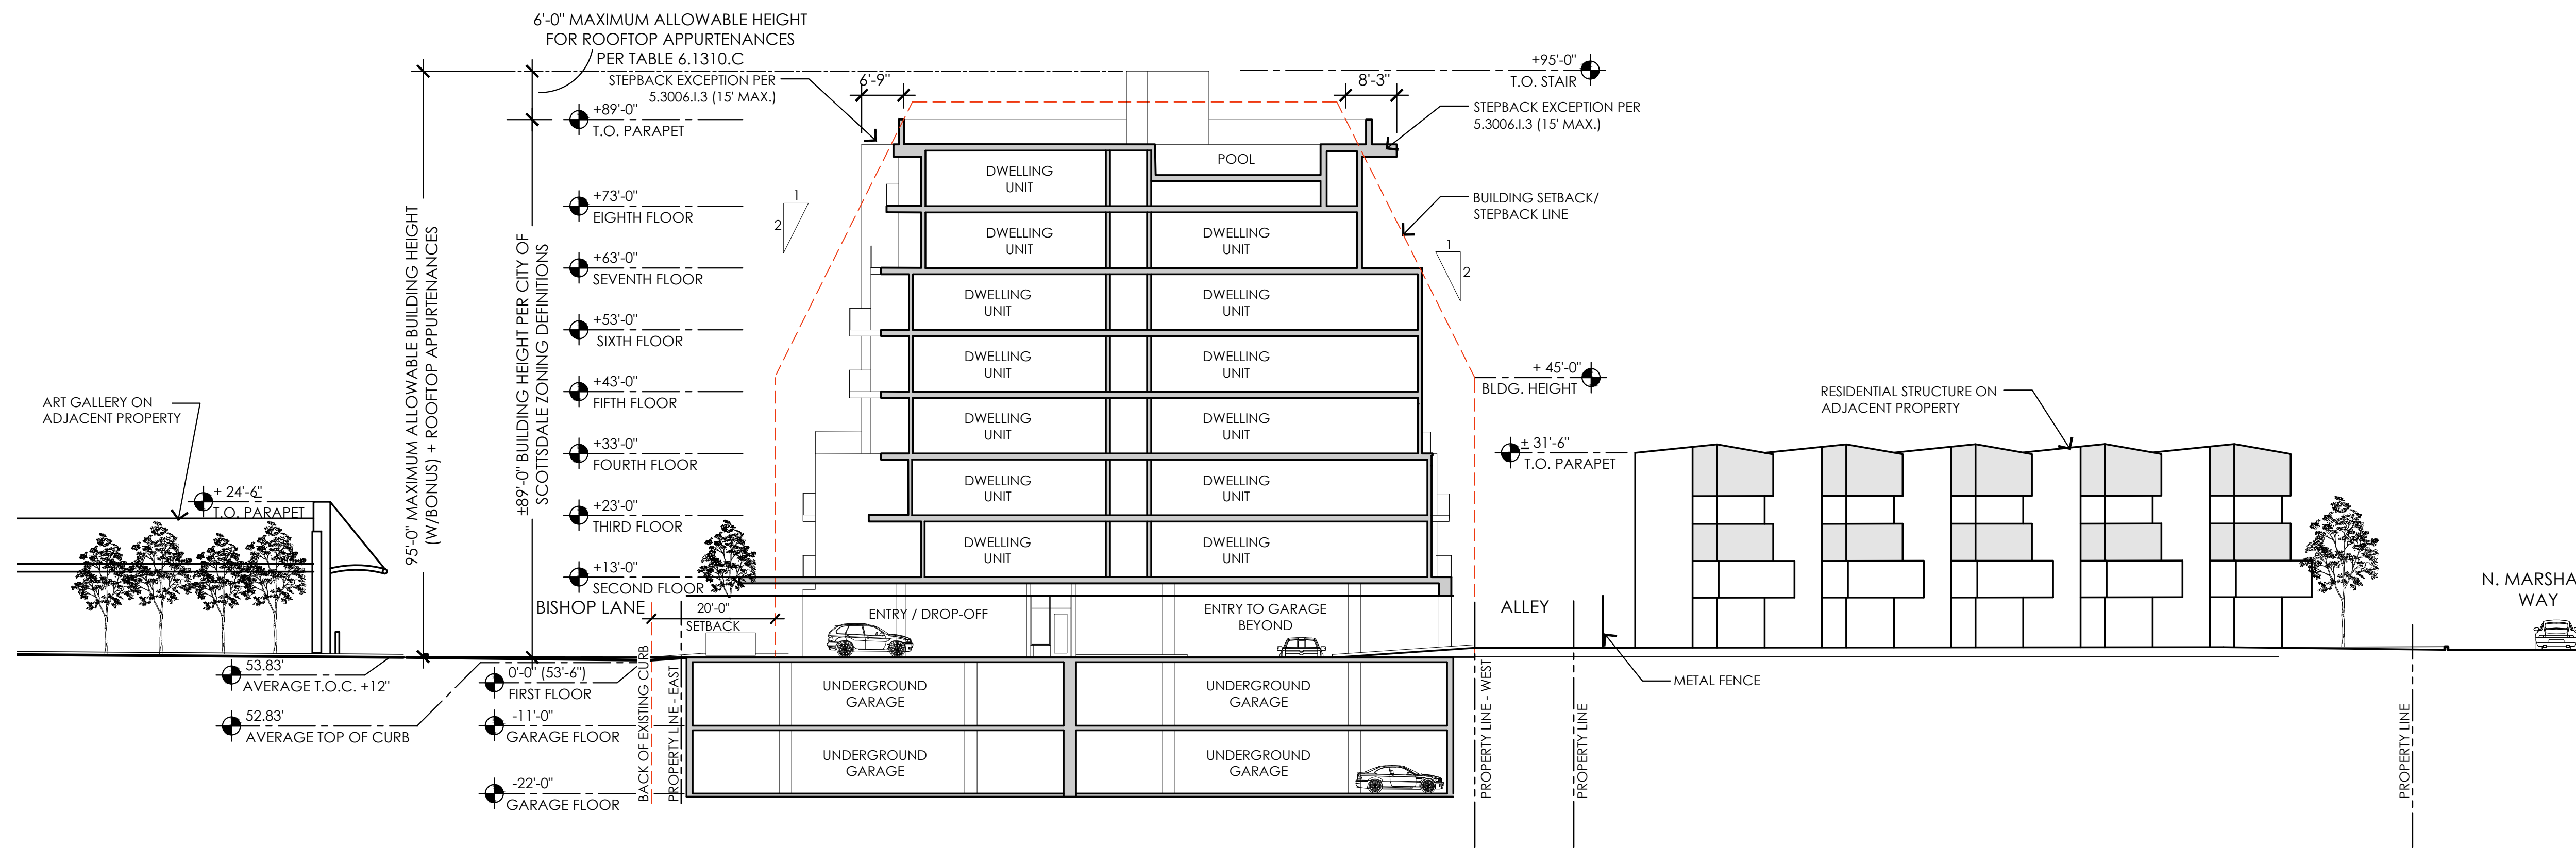 6'-0" MAXIMUM ALLOWABLE HEIGHT
FOR ROOFTOP APPURTENANCES
PER TABLE 6.1310.C
STEPBACK EXCEPTION PER
5.3006.I.3 (15' MAX.)
6'-9"
8'-3"
+95'-0"
T.O. STAIR
STEPBACK EXCEPTION PER
5.3006.I.3 (15' MAX.)
+89'-0"
T.O. PARAPET
+73'-0"
EIGHTH FLOOR
+63'-0"
SEVENTH FLOOR
+53'-0"
SIXTH FLOOR
+43'-0"
FIFTH FLOOR
+33'-0"
FOURTH FLOOR
+23'-0"
THIRD FLOOR
+13'-0"
SECOND FLOOR
95'-0" MAXIMUM ALLOWABLE BUILDING HEIGHT
(W/BONUS) + ROOFTOP APPURTENANCES
±89'-0" BUILDING HEIGHT PER CITY OF
SCOTTSDALE ZONING DEFINITIONS
1
2
BUILDING SETBACK/
STEPBACK LINE
1
2
DWELLING
UNIT
POOL
DWELLING
UNIT
DWELLING
UNIT
DWELLING
UNIT
DWELLING
UNIT
DWELLING
UNIT
DWELLING
UNIT
DWELLING
UNIT
DWELLING
UNIT
DWELLING
UNIT
DWELLING
UNIT
DWELLING
UNIT
DWELLING
UNIT
+ 45'-0"
BLDG. HEIGHT
± 31'-6"
T.O. PARAPET
RESIDENTIAL STRUCTURE ON
ADJACENT PROPERTY
ART GALLERY ON
ADJACENT PROPERTY
+ 24'-6"
T.O. PARAPET
BISHOP LANE
20'-0"
SETBACK
ENTRY / DROP-OFF
ENTRY TO GARAGE
BEYOND
ALLEY
N. MARSHA
WAY
53.83'
AVERAGE T.O.C. +12"
52.83'
AVERAGE TOP OF CURB
0'-0" (53'-6")
FIRST FLOOR
-11'-0"
GARAGE FLOOR
-22'-0"
GARAGE FLOOR
BACK OF EXISTING CURB
PROPERTY LINE - EAST
UNDERGROUND
GARAGE
UNDERGROUND
GARAGE
UNDERGROUND
GARAGE
UNDERGROUND
GARAGE
PROPERTY LINE - WEST
PROPERTY LINE
METAL FENCE
PROPERTY LINE